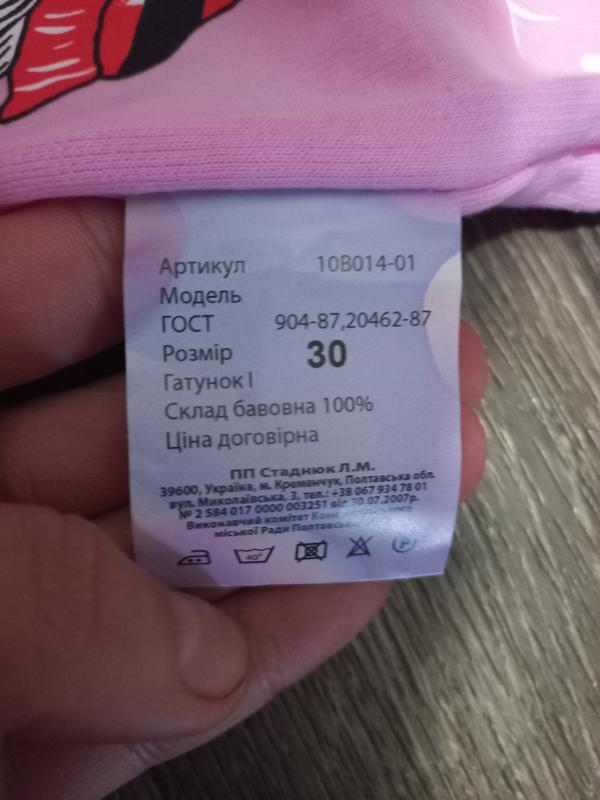 Артикул 10В014-01
Модель
ГОСТ 904-87,20462-87
Розмір 30
Гатунок І
Склад бавовна 100%
Ціна договірна
ПП Стаднюк Л.М.
39600, Україна, м. Кременчук, Полтавська обл.
вул. Миколаївська, 3, тел.: +38 067 934 78 01
№ 2 584 017 0000 003251 від 30.07.2007р.
Виконавчий комітет
міської Ради
40°
P